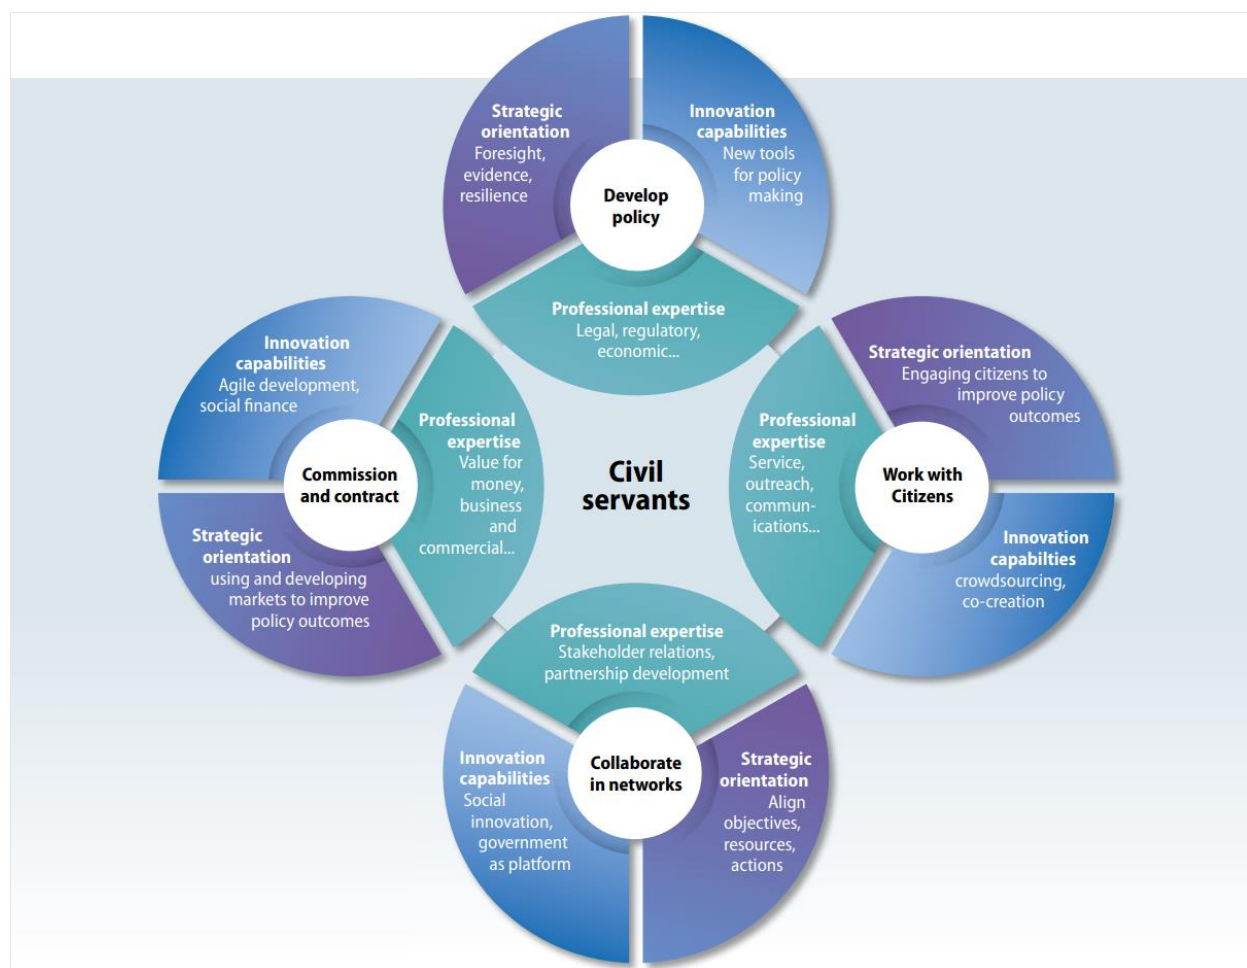 Strategic
orientation
Foresight,
evidence,
resilience
Innovation
capabilities
New tools
for policy
making
Develop
policy
Professional expertise
Legal, regulatory,
economic...
Innovation
capabilities
Agile development,
social finance
Commission
and contract
Professional
expertise
Value for
money,
business
and
commercial...
Strategic
orientation
using and developing
markets to improve
policy outcomes
Civil
servants
Professional
expertise
Service,
outreach,
commun-
ications...
Strategic orientation
Engaging citizens to
improve policy
outcomes
Work with
Citizens
Innovation
capabilties
crowdsourcing,
co-creation
Professional expertise
Stakeholder relations,
partnership development
Innovation
capabilities
Social
innovation,
government
as platform
Collaborate
in networks
Strategic
orientation
Align
objectives,
resources,
actions